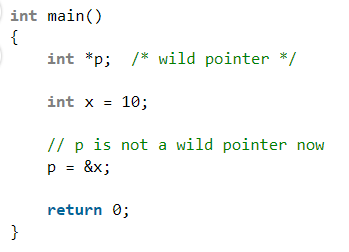 int main()
{
    int *p;  /* wild pointer */
    int x = 10;
    // p is not a wild pointer now
    p = &x;
    return 0;
}